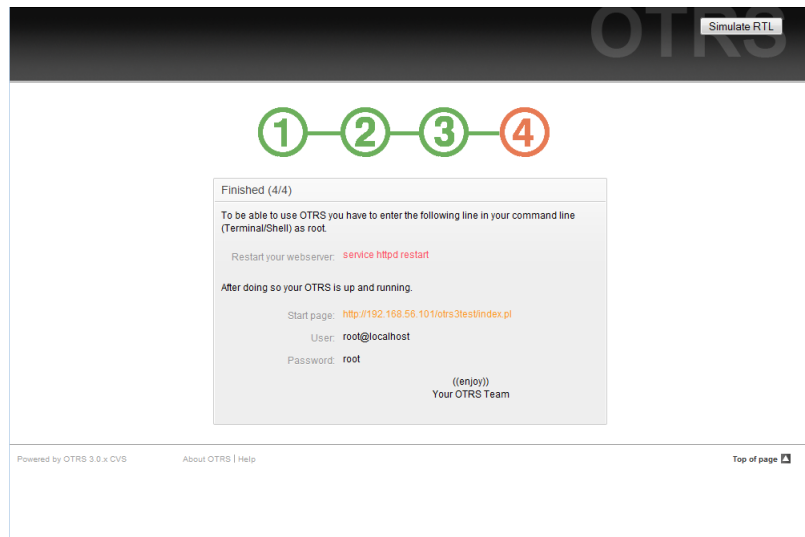 OTRS
Simulate RTL
1 2 3 4
Finished (4/4)
To be able to use OTRS you have to enter the following line in your command line
(Terminal/Shell) as root.
Restart your webserver: service httpd restart
After doing so your OTRS is up and running.
Start page: http://192.168.56.101/otrs3test/index.pl
User: root@localhost
Password: root
((enjoy))
Your OTRS Team
Powered by OTRS 3.0.x CVS About OTRS | Help Top of page